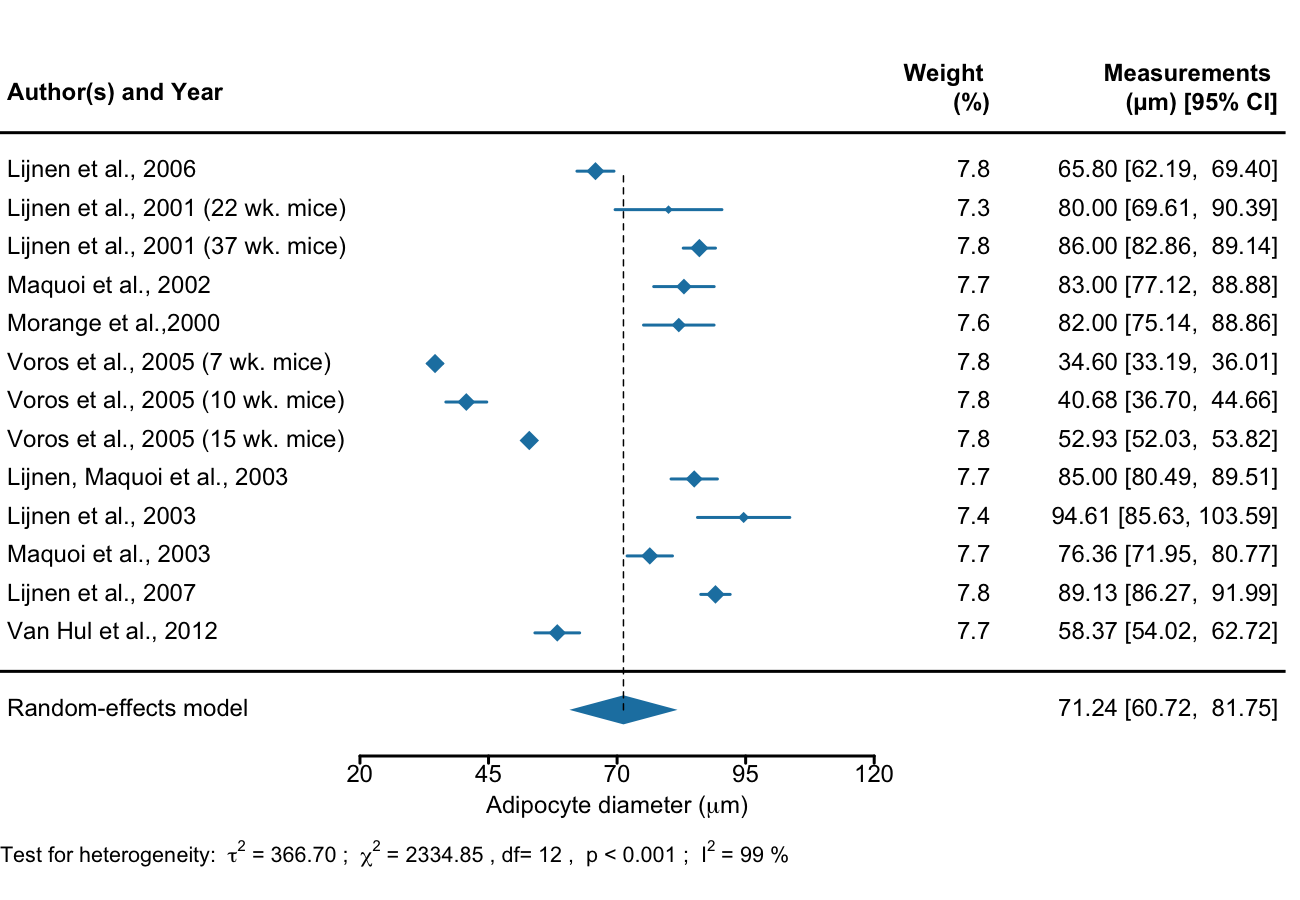 Author(s) and Year
Weight (%)
Measurements (µm) [95% CI]
Lijnen et al., 2006 7.8 65.80 [62.19, 69.40]
Lijnen et al., 2001 (22 wk. mice) 7.3 80.00 [69.61, 90.39]
Lijnen et al., 2001 (37 wk. mice) 7.8 86.00 [82.86, 89.14]
Maquoi et al., 2002 7.7 83.00 [77.12, 88.88]
Morange et al.,2000 7.6 82.00 [75.14, 88.86]
Voros et al., 2005 (7 wk. mice) 7.8 34.60 [33.19, 36.01]
Voros et al., 2005 (10 wk. mice) 7.8 40.68 [36.70, 44.66]
Voros et al., 2005 (15 wk. mice) 7.8 52.93 [52.03, 53.82]
Lijnen, Maquoi et al., 2003 7.7 85.00 [80.49, 89.51]
Lijnen et al., 2003 7.4 94.61 [85.63, 103.59]
Maquoi et al., 2003 7.7 76.36 [71.95, 80.77]
Lijnen et al., 2007 7.8 89.13 [86.27, 91.99]
Van Hul et al., 2012 7.7 58.37 [54.02, 62.72]
Random-effects model 71.24 [60.72, 81.75]
20 45 70 95 120
Adipocyte diameter (μm)
Test for heterogeneity: τ² = 366.70 ; χ² = 2334.85 , df= 12 , p < 0.001 ; I² = 99 %